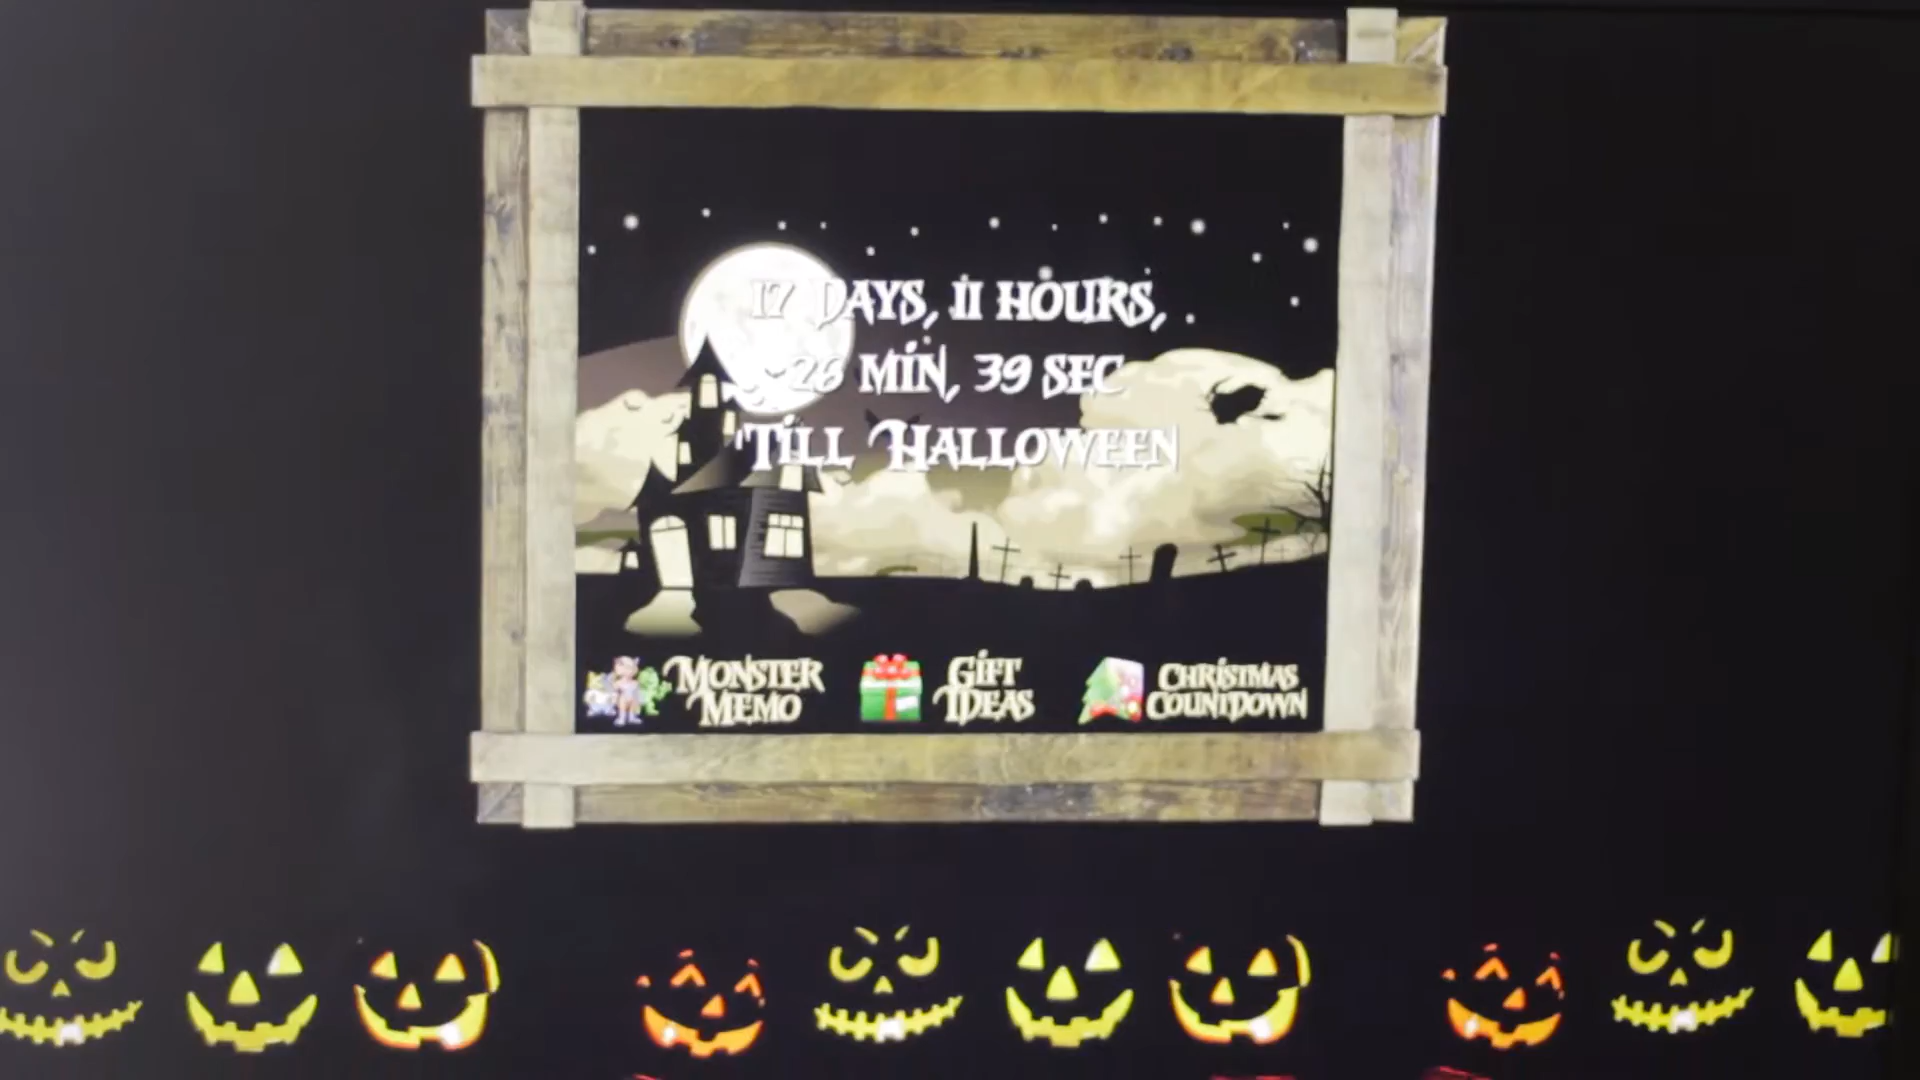 17 Days, 11 Hours,
28 Min, 39 Sec
'Till Halloween
Monster
Memo
Gift
Ideas
Christmas
Countdown